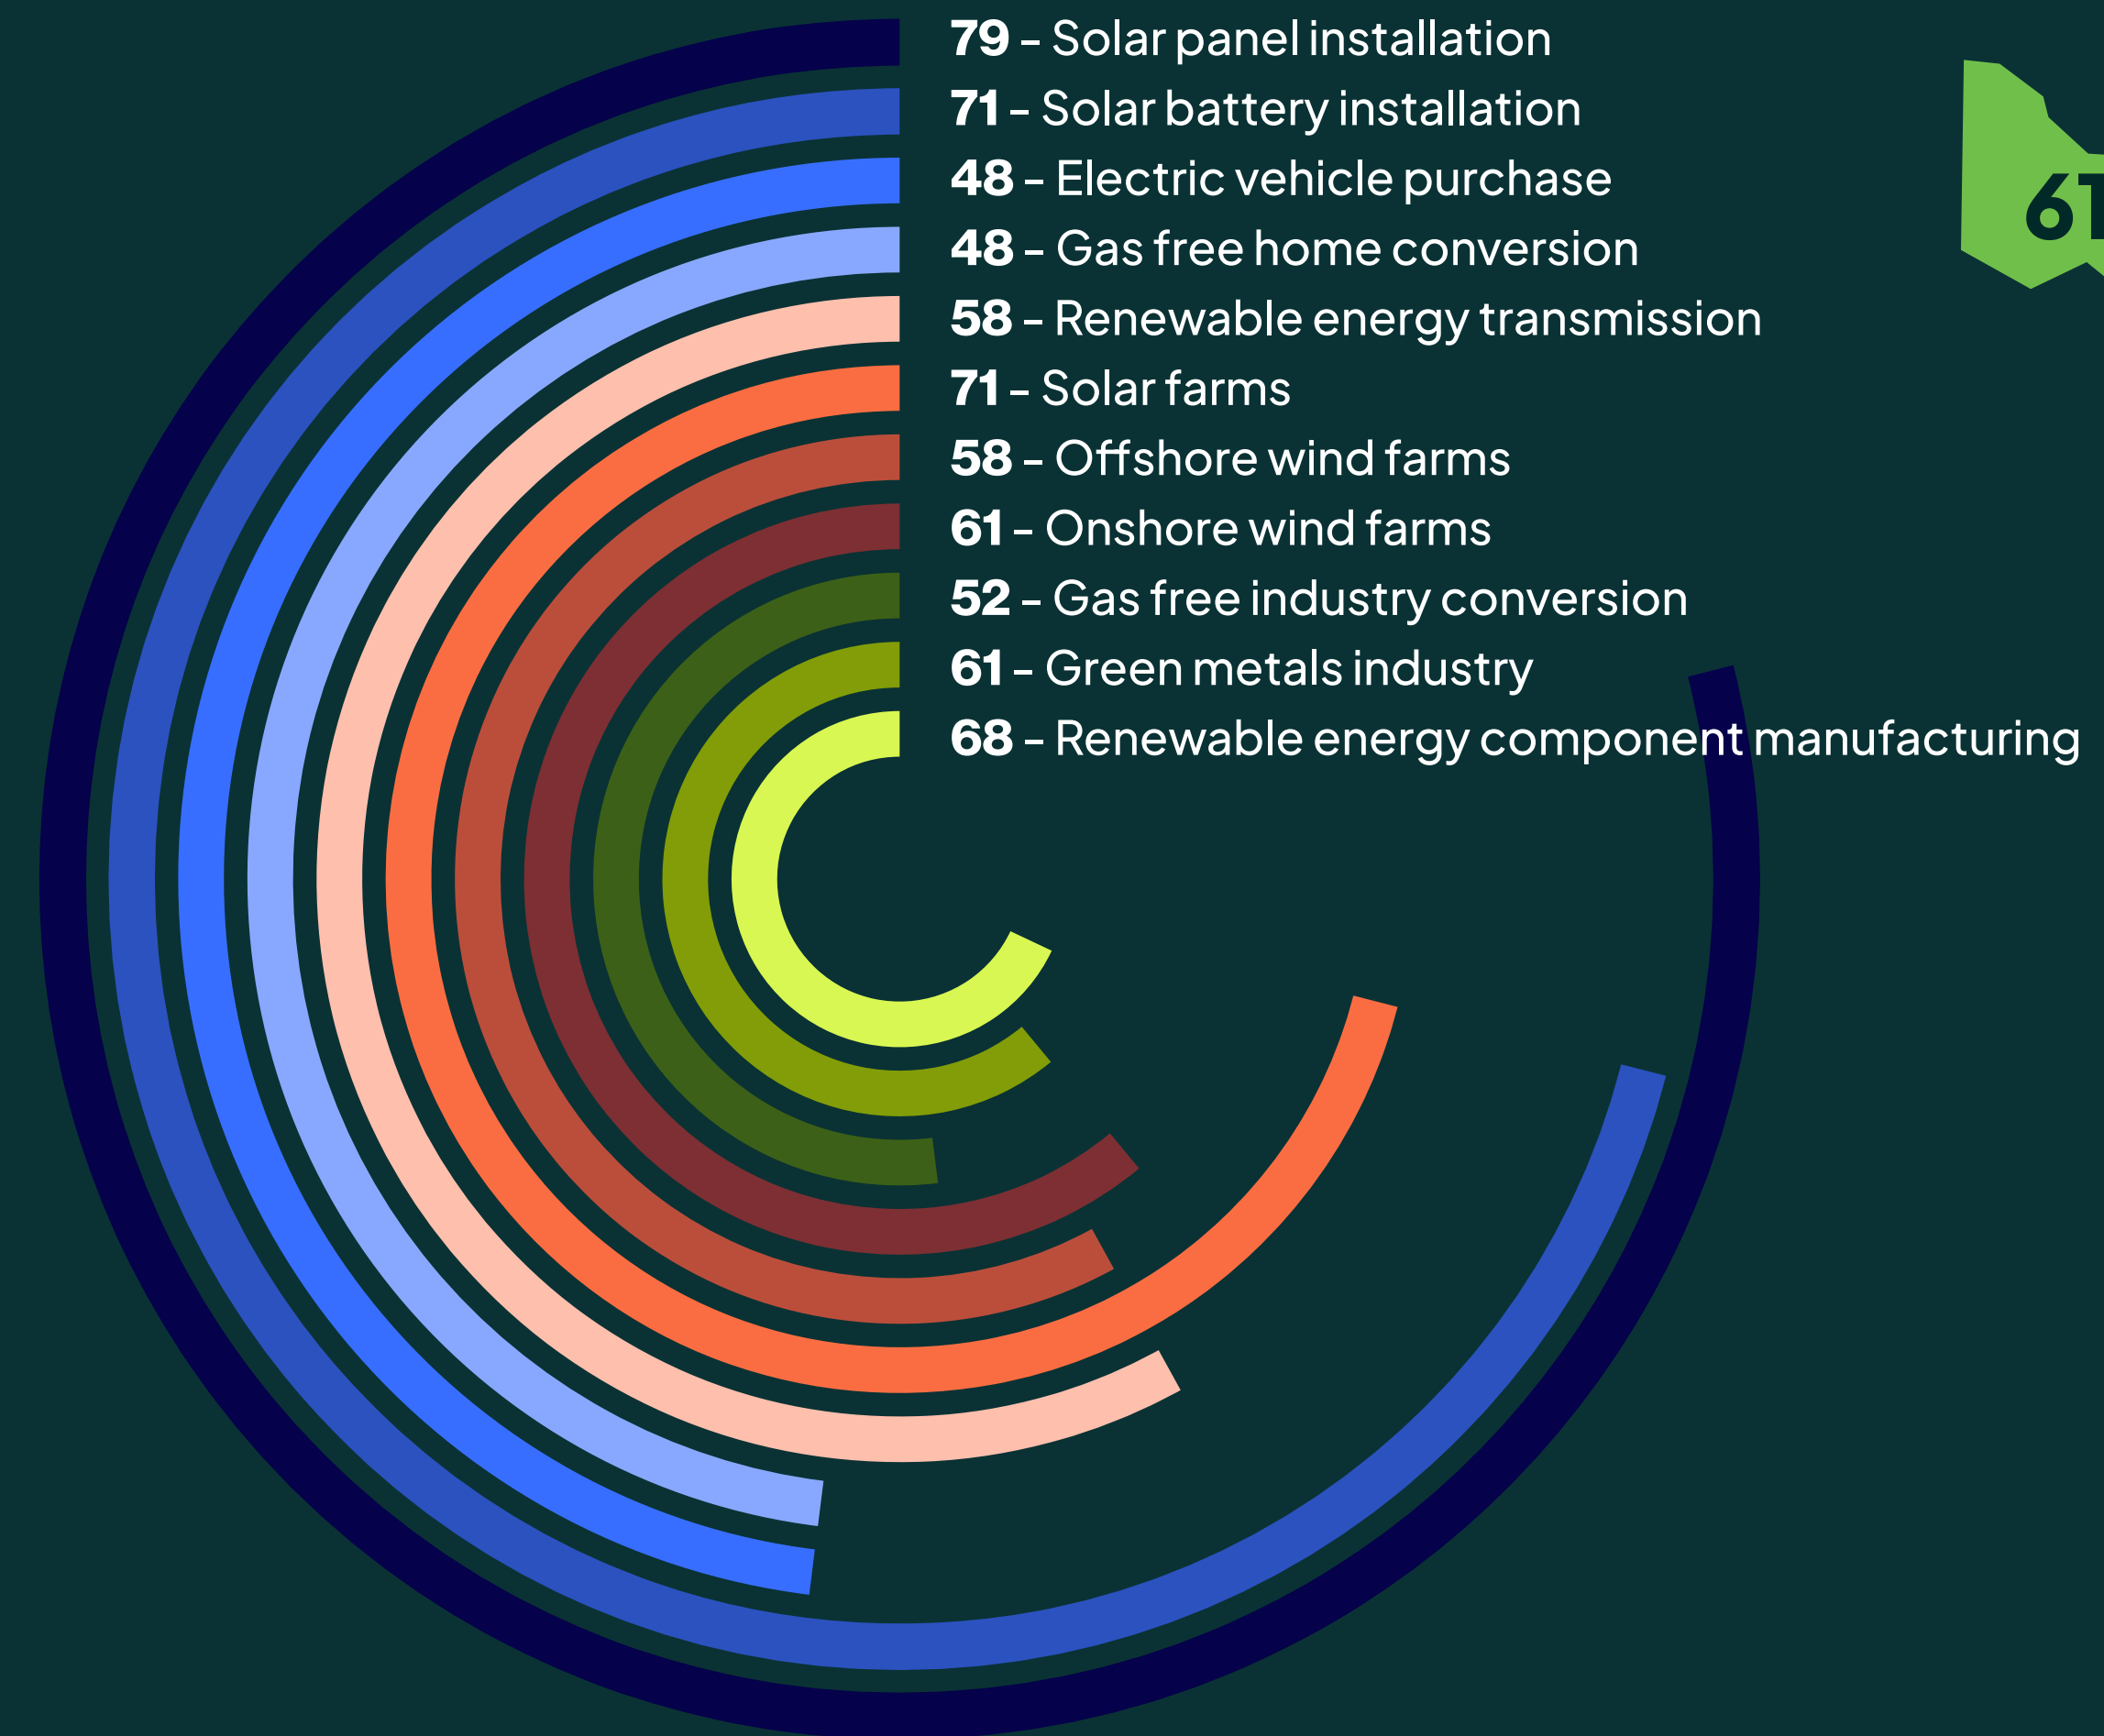 79 – Solar panel installation
71 – Solar battery installation
48 – Electric vehicle purchase
48 – Gas free home conversion
58 – Renewable energy transmission
71 – Solar farms
58 – Offshore wind farms
61 – Onshore wind farms
52 – Gas free industry conversion
61 – Green metals industry
68 – Renewable energy component manufacturing
61